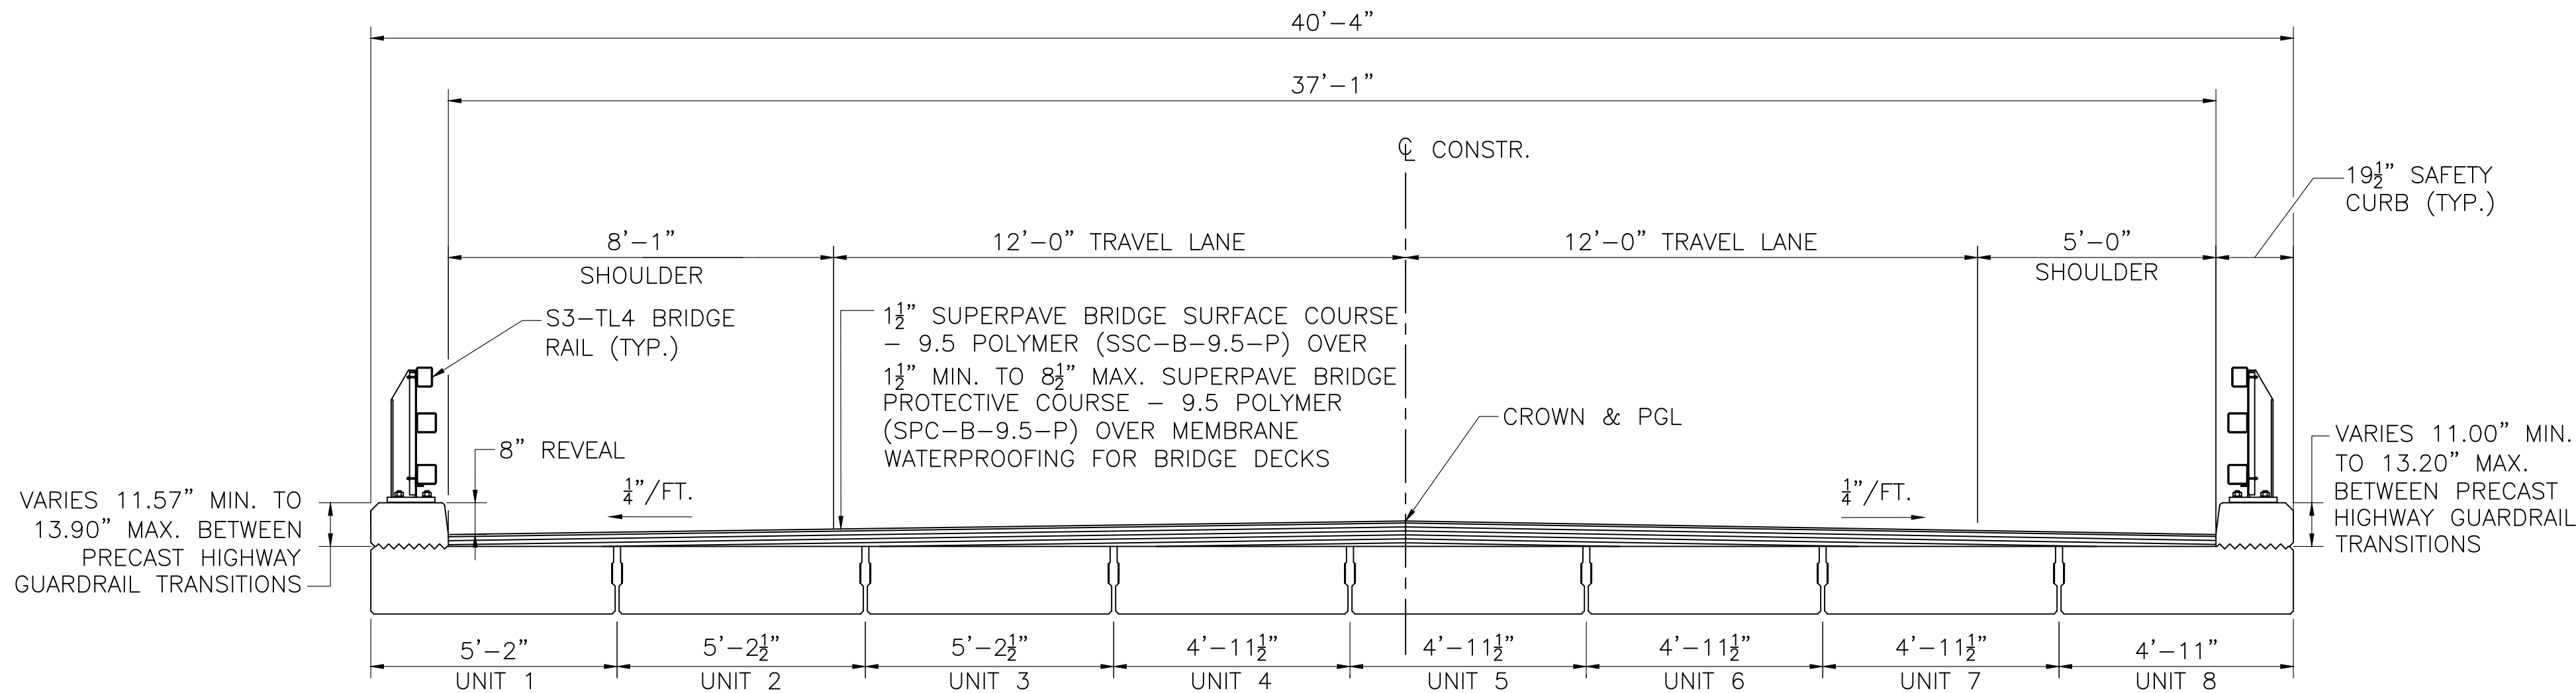 40'-4"
37'-1"
℄ CONSTR.
19½" SAFETY
CURB (TYP.)
8'-1"
SHOULDER
12'-0" TRAVEL LANE
12'-0" TRAVEL LANE
5'-0"
SHOULDER
S3-TL4 BRIDGE
RAIL (TYP.)
1½" SUPERPAVE BRIDGE SURFACE COURSE
- 9.5 POLYMER (SSC-B-9.5-P) OVER
1½" MIN. TO 8½" MAX. SUPERPAVE BRIDGE
PROTECTIVE COURSE - 9.5 POLYMER
(SPC-B-9.5-P) OVER MEMBRANE
WATERPROOFING FOR BRIDGE DECKS
CROWN & PGL
8" REVEAL
¼"/FT.
¼"/FT.
VARIES 11.57" MIN. TO
13.90" MAX. BETWEEN
PRECAST HIGHWAY
GUARDRAIL TRANSITIONS
VARIES 11.00" MIN.
TO 13.20" MAX.
BETWEEN PRECAST
HIGHWAY GUARDRAIL
TRANSITIONS
5'-2"
UNIT 1
5'-2½"
UNIT 2
5'-2½"
UNIT 3
4'-11½"
UNIT 4
4'-11½"
UNIT 5
4'-11½"
UNIT 6
4'-11½"
UNIT 7
4'-11"
UNIT 8